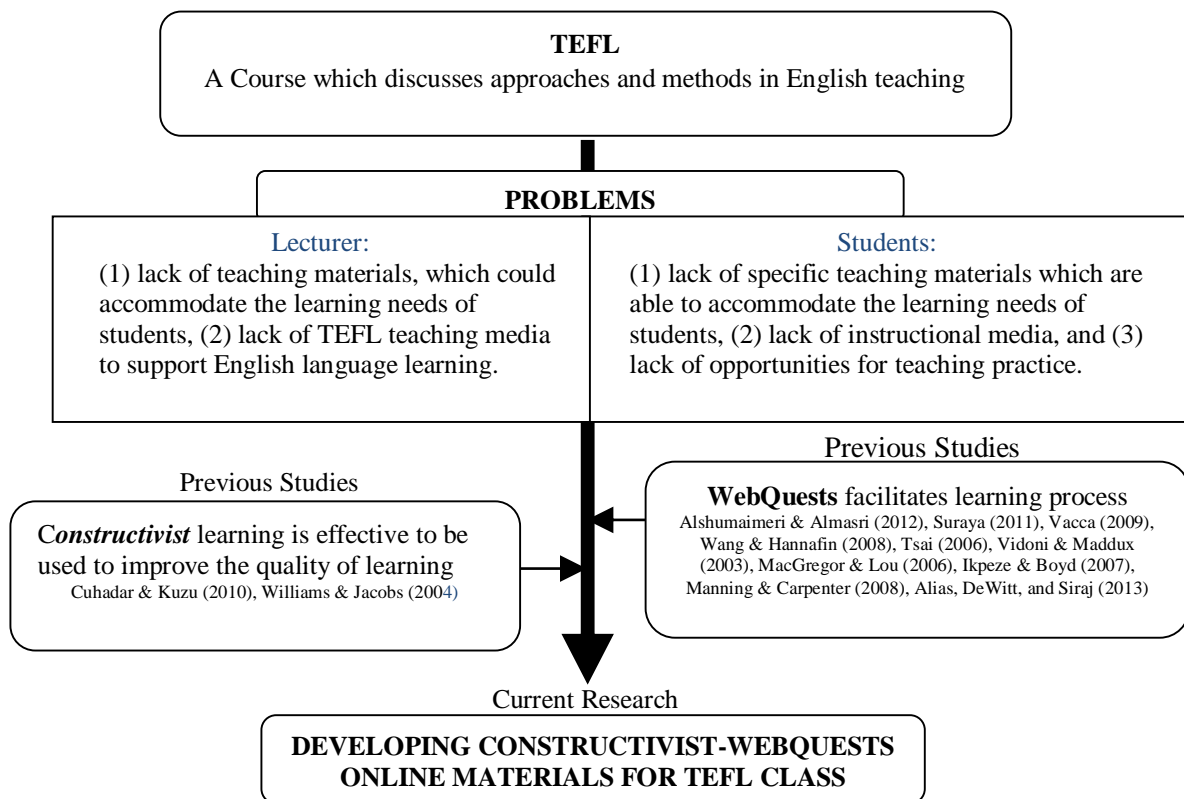 TEFL
A Course which discusses approaches and methods in English teaching
PROBLEMS
Lecturer:
(1) lack of teaching materials, which could
accommodate the learning needs of
students, (2) lack of TEFL teaching media
to support English language learning.
Students:
(1) lack of specific teaching materials which are
able to accommodate the learning needs of
students, (2) lack of instructional media, and (3)
lack of opportunities for teaching practice.
Previous Studies
Constructivist learning is effective to be
used to improve the quality of learning
Cuhadar & Kuzu (2010), Williams & Jacobs (2004)
Previous Studies
WebQuests facilitates learning process
Alshumaimeri & Almasri (2012), Suraya (2011), Vacca (2009),
Wang & Hannafin (2008), Tsai (2006), Vidoni & Maddux
(2003), MacGregor & Lou (2006), Ikpeze & Boyd (2007),
Manning & Carpenter (2008), Alias, DeWitt, and Siraj (2013)
Current Research
DEVELOPING CONSTRUCTIVIST-WEBQUESTS
ONLINE MATERIALS FOR TEFL CLASS